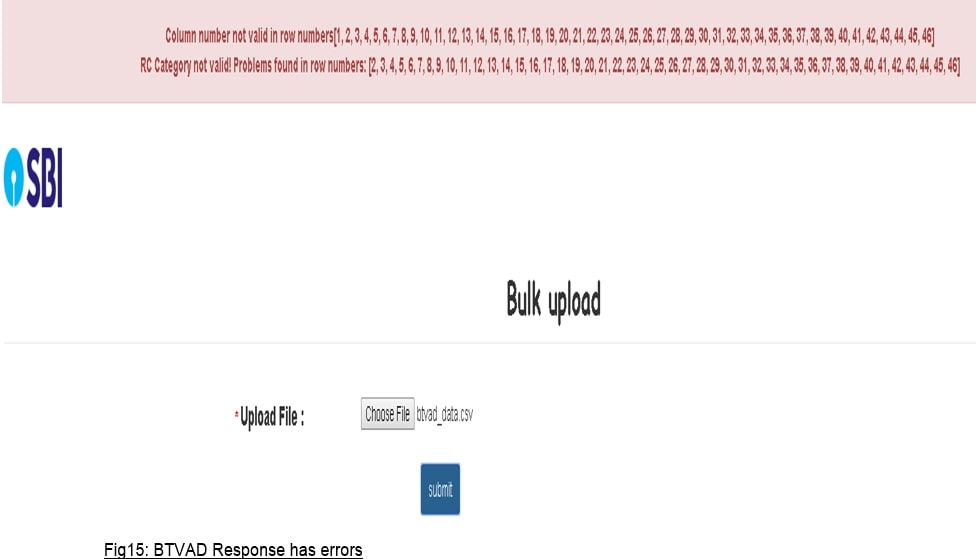 Column number not valid in row numbers[1, 2, 3, 4, 5, 6, 7, 8, 9, 10, 11, 12, 13, 14, 15, 16, 17, 18, 19, 20, 21, 22, 23, 24, 25, 26, 27, 28, 29, 30, 31, 32, 33, 34, 35, 36, 37, 38, 39, 40, 41, 42, 43, 44, 45, 46]
RC Category not valid! Problems found in row numbers: [2, 3, 4, 5, 6, 7, 8, 9, 10, 11, 12, 13, 14, 15, 16, 17, 18, 19, 20, 21, 22, 23, 24, 25, 26, 27, 28, 29, 30, 31, 32, 33, 34, 35, 36, 37, 38, 39, 40, 41, 42, 43, 44, 45, 46]
SBI
Bulk upload
*Upload File : Choose File btvad_data.csv
submit
Fig15: BTVAD Response has errors